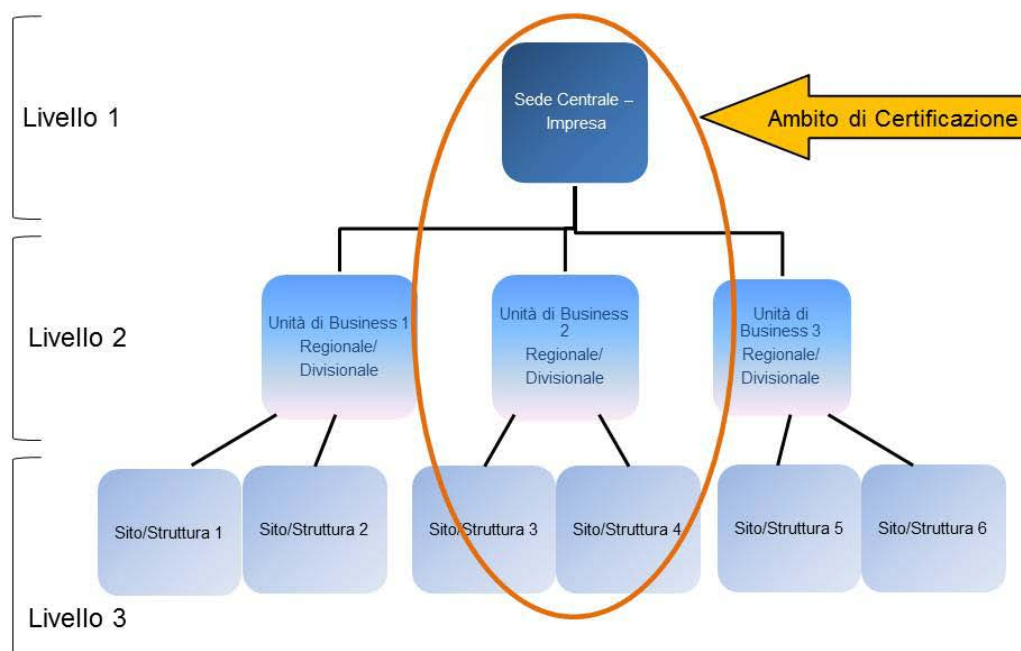 Livello 1
Sede Centrale –
Impresa
Ambito di Certificazione
Livello 2
Unità di Business 1
Regionale/
Divisionale
Unità di Business
2
Regionale/
Divisionale
Unità di
Business 3
Regionale/
Divisionale
Sito/Struttura 1
Sito/Struttura 2
Sito/Struttura 3
Sito/Struttura 4
Sito/Struttura 5
Sito/Struttura 6
Livello 3